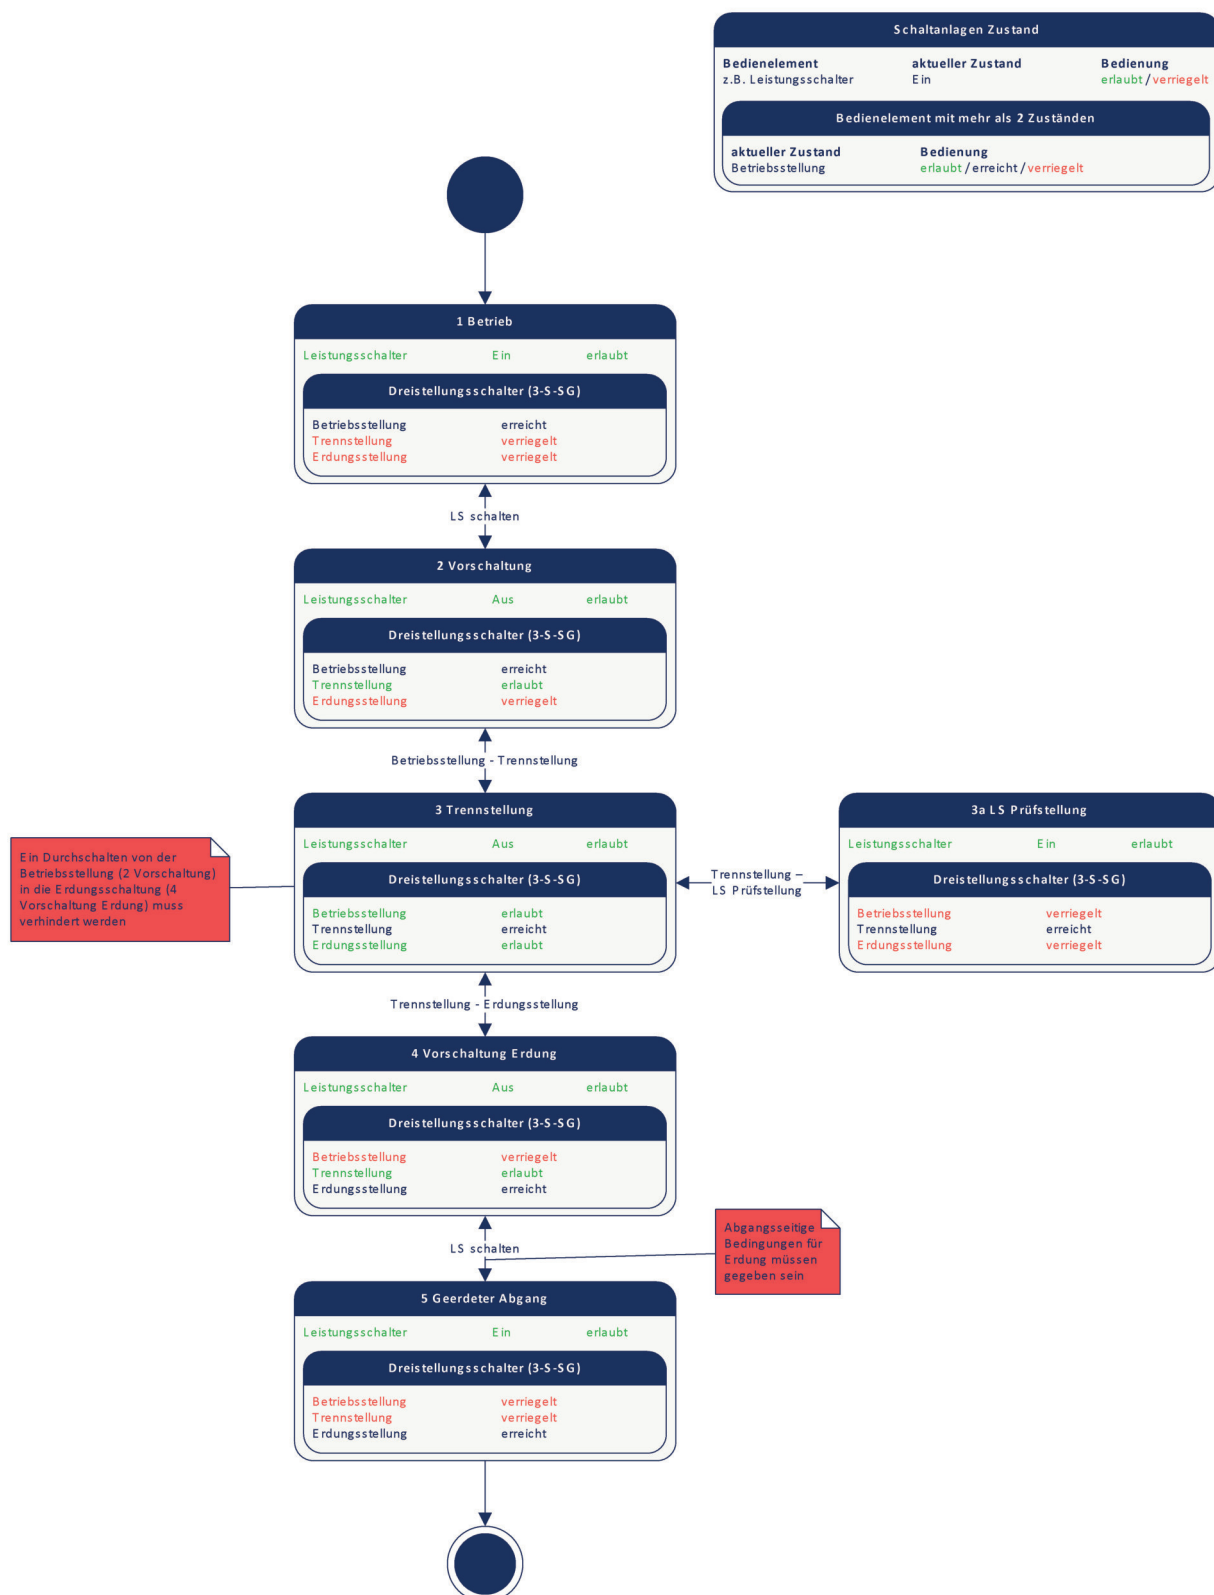 Schaltanlagen Zustand
Bedienelement aktueller Zustand Bedienung
z.B. Leistungsschalter Ein erlaubt / verriegelt
Bedienelement mit mehr als 2 Zuständen
aktueller Zustand Bedienung
Betriebsstellung erlaubt / erreicht / verriegelt
1 Betrieb
Leistungsschalter Ein erlaubt
Dreistellungsschalter (3-S-SG)
Betriebsstellung erreicht
Trennstellung verriegelt
Erdungsstellung verriegelt
LS schalten
2 Vorschaltung
Leistungsschalter Aus erlaubt
Dreistellungsschalter (3-S-SG)
Betriebsstellung erreicht
Trennstellung erlaubt
Erdungsstellung verriegelt
Betriebsstellung - Trennstellung
3 Trennstellung
Leistungsschalter Aus erlaubt
Dreistellungsschalter (3-S-SG)
Betriebsstellung erlaubt
Trennstellung erreicht
Erdungsstellung erlaubt
Ein Durchschalten von der
Betriebsstellung (2 Vorschaltung)
in die Erdungsschaltung (4
Vorschaltung Erdung) muss
verhindert werden
Trennstellung –
LS Prüfstellung
3a LS Prüfstellung
Leistungsschalter Ein erlaubt
Dreistellungsschalter (3-S-SG)
Betriebsstellung verriegelt
Trennstellung erreicht
Erdungsstellung verriegelt
Trennstellung - Erdungsstellung
4 Vorschaltung Erdung
Leistungsschalter Aus erlaubt
Dreistellungsschalter (3-S-SG)
Betriebsstellung verriegelt
Trennstellung erlaubt
Erdungsstellung erreicht
LS schalten
Abgangsseitige
Bedingungen für
Erdung müssen
gegeben sein
5 Geerdeter Abgang
Leistungsschalter Ein erlaubt
Dreistellungsschalter (3-S-SG)
Betriebsstellung verriegelt
Trennstellung verriegelt
Erdungsstellung erreicht